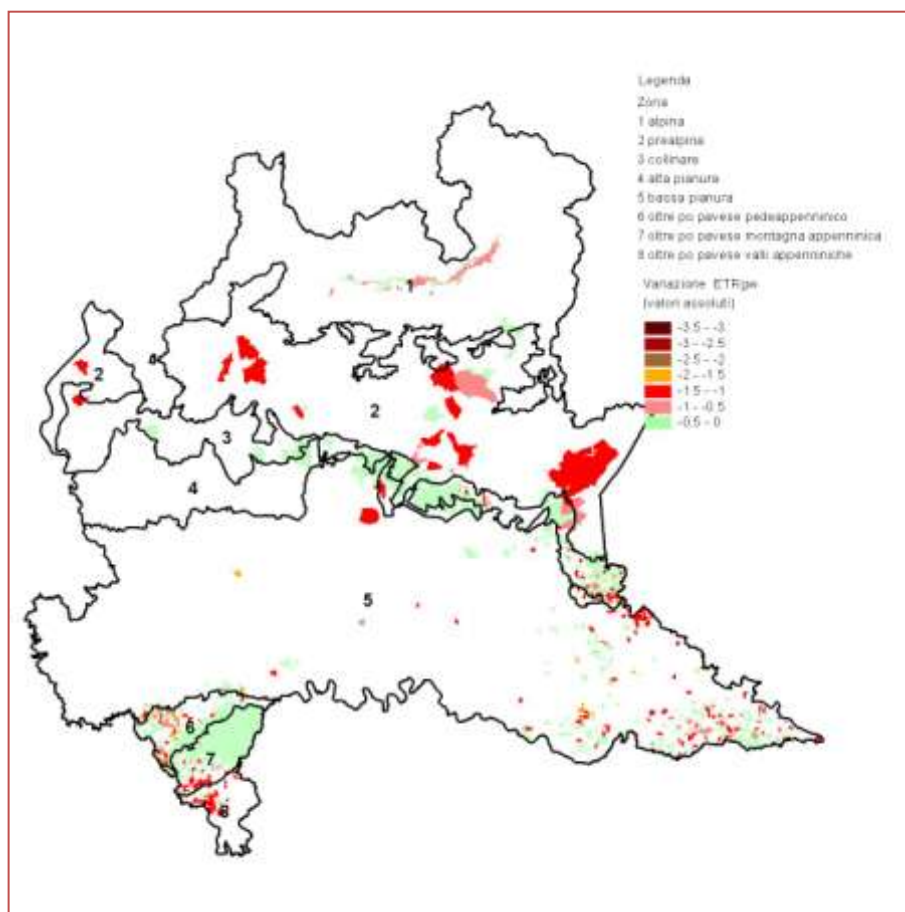 Legenda
Zona
1 alpina
2 prealpina
3 collinare
4 alta pianura
5 bassa pianura
6 oltre po pavese pedeappenninico
7 oltre po pavese montagna appenninica
8 oltre po pavese valli appenniniche
Variazione ETRgw
(valori assoluti)
-3.5 - -3
-3 - -2.5
-2.5 - -2
-2 - -1.5
-1.5 - -1
-1 - -0.5
-0.5 - 0
1
2
2
3
4
5
6
7
8